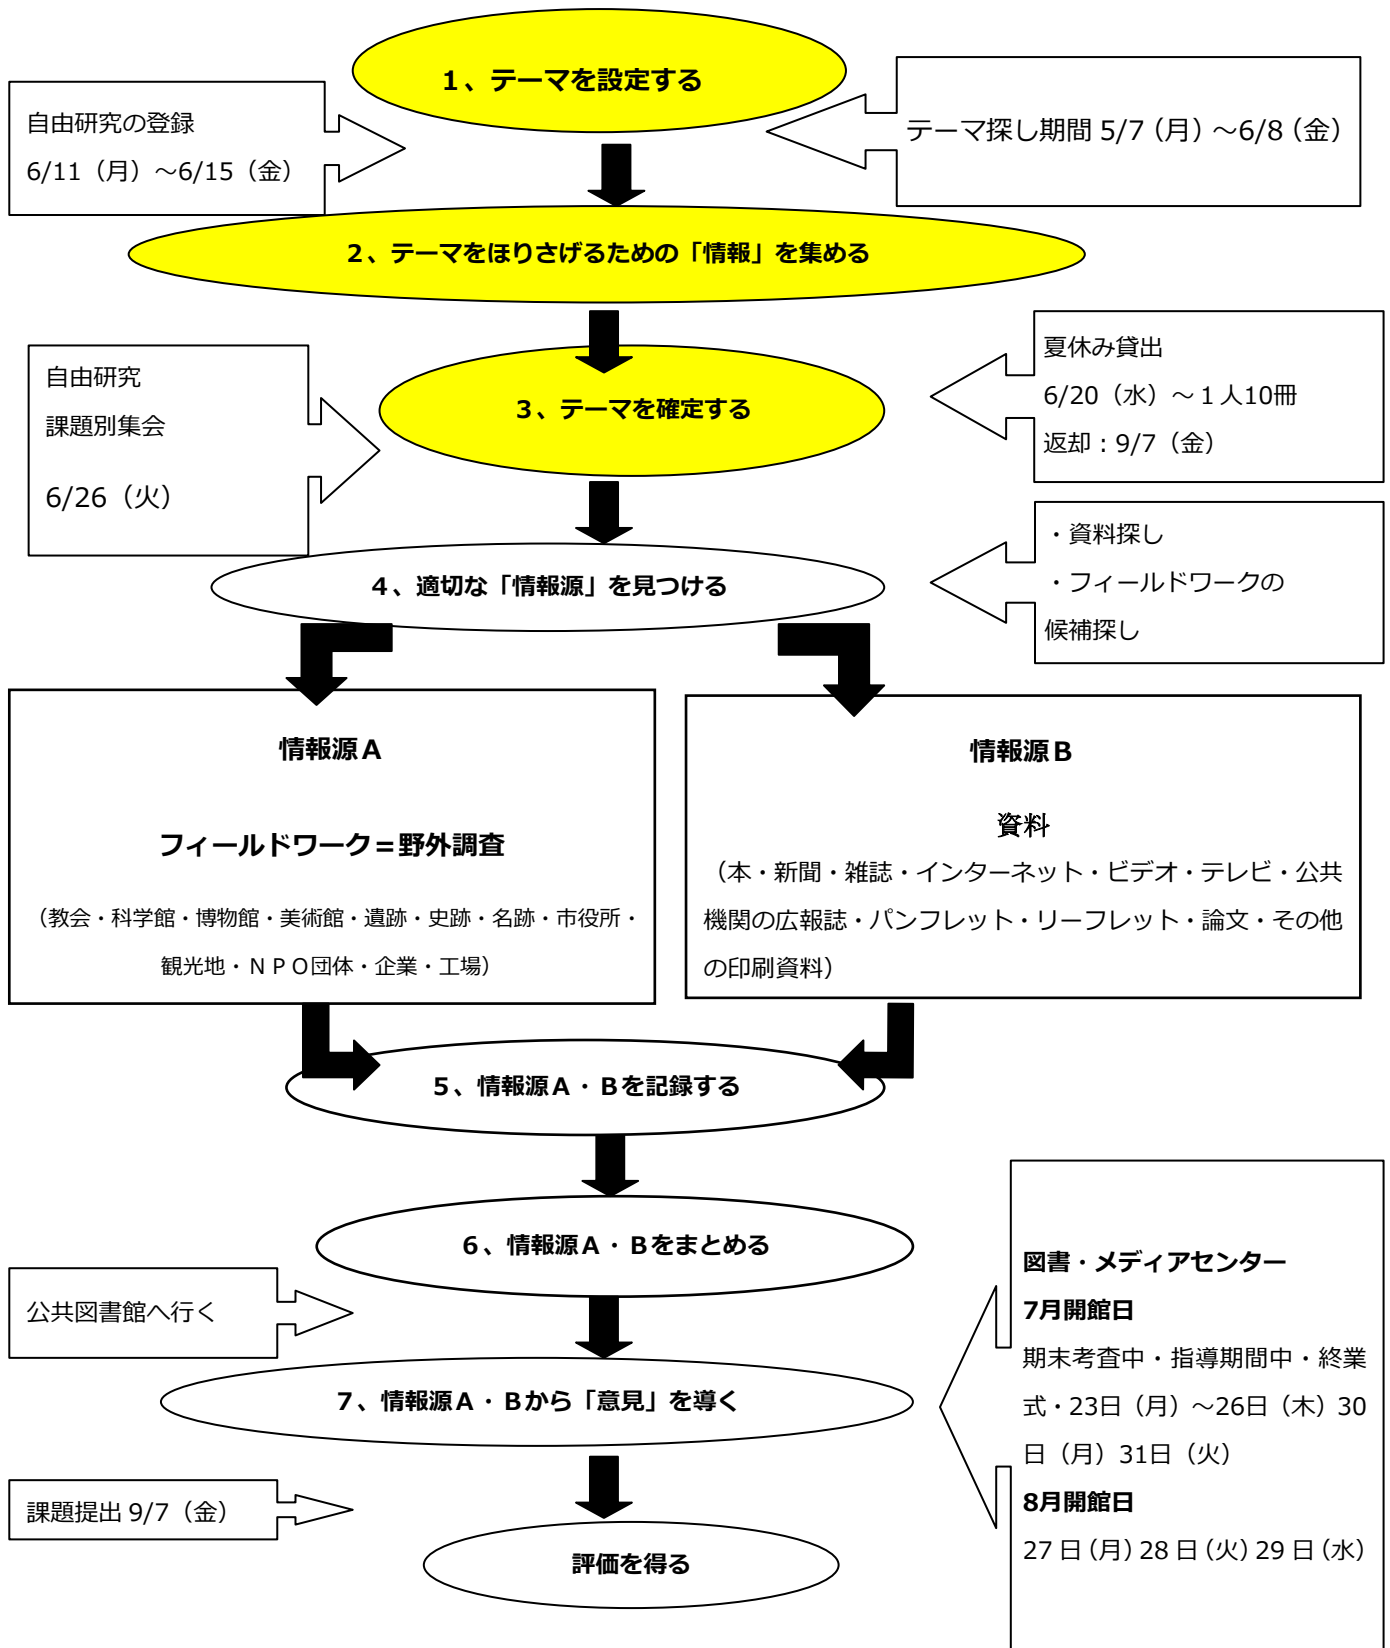 1、テーマを設定する
自由研究の登録
6/11（月）～6/15（金）
テーマ探し期間 5/7（月）～6/8（金）
2、テーマをほりさげるための「情報」を集める
自由研究
課題別集会
6/26（火）
3、テーマを確定する
夏休み貸出
6/20（水）～１人10冊
返却：9/7（金）
4、適切な「情報源」を見つける
・資料探し
・フィールドワークの
候補探し
情報源Ａ
フィールドワーク＝野外調査
（教会・科学館・博物館・美術館・遺跡・史跡・名跡・市役所・
観光地・ＮＰＯ団体・企業・工場）
情報源Ｂ
資料
（本・新聞・雑誌・インターネット・ビデオ・テレビ・公共
機関の広報誌・パンフレット・リーフレット・論文・その他
の印刷資料）
5、情報源Ａ・Ｂを記録する
6、情報源Ａ・Ｂをまとめる
公共図書館へ行く
7、情報源Ａ・Ｂから「意見」を導く
図書・メディアセンター
7月開館日
期末考査中・指導期間中・終業
式・23日（月）～26日（木）30
日（月）31日（火）
8月開館日
27日（月）28日（火）29日（水）
課題提出 9/7（金）
評価を得る